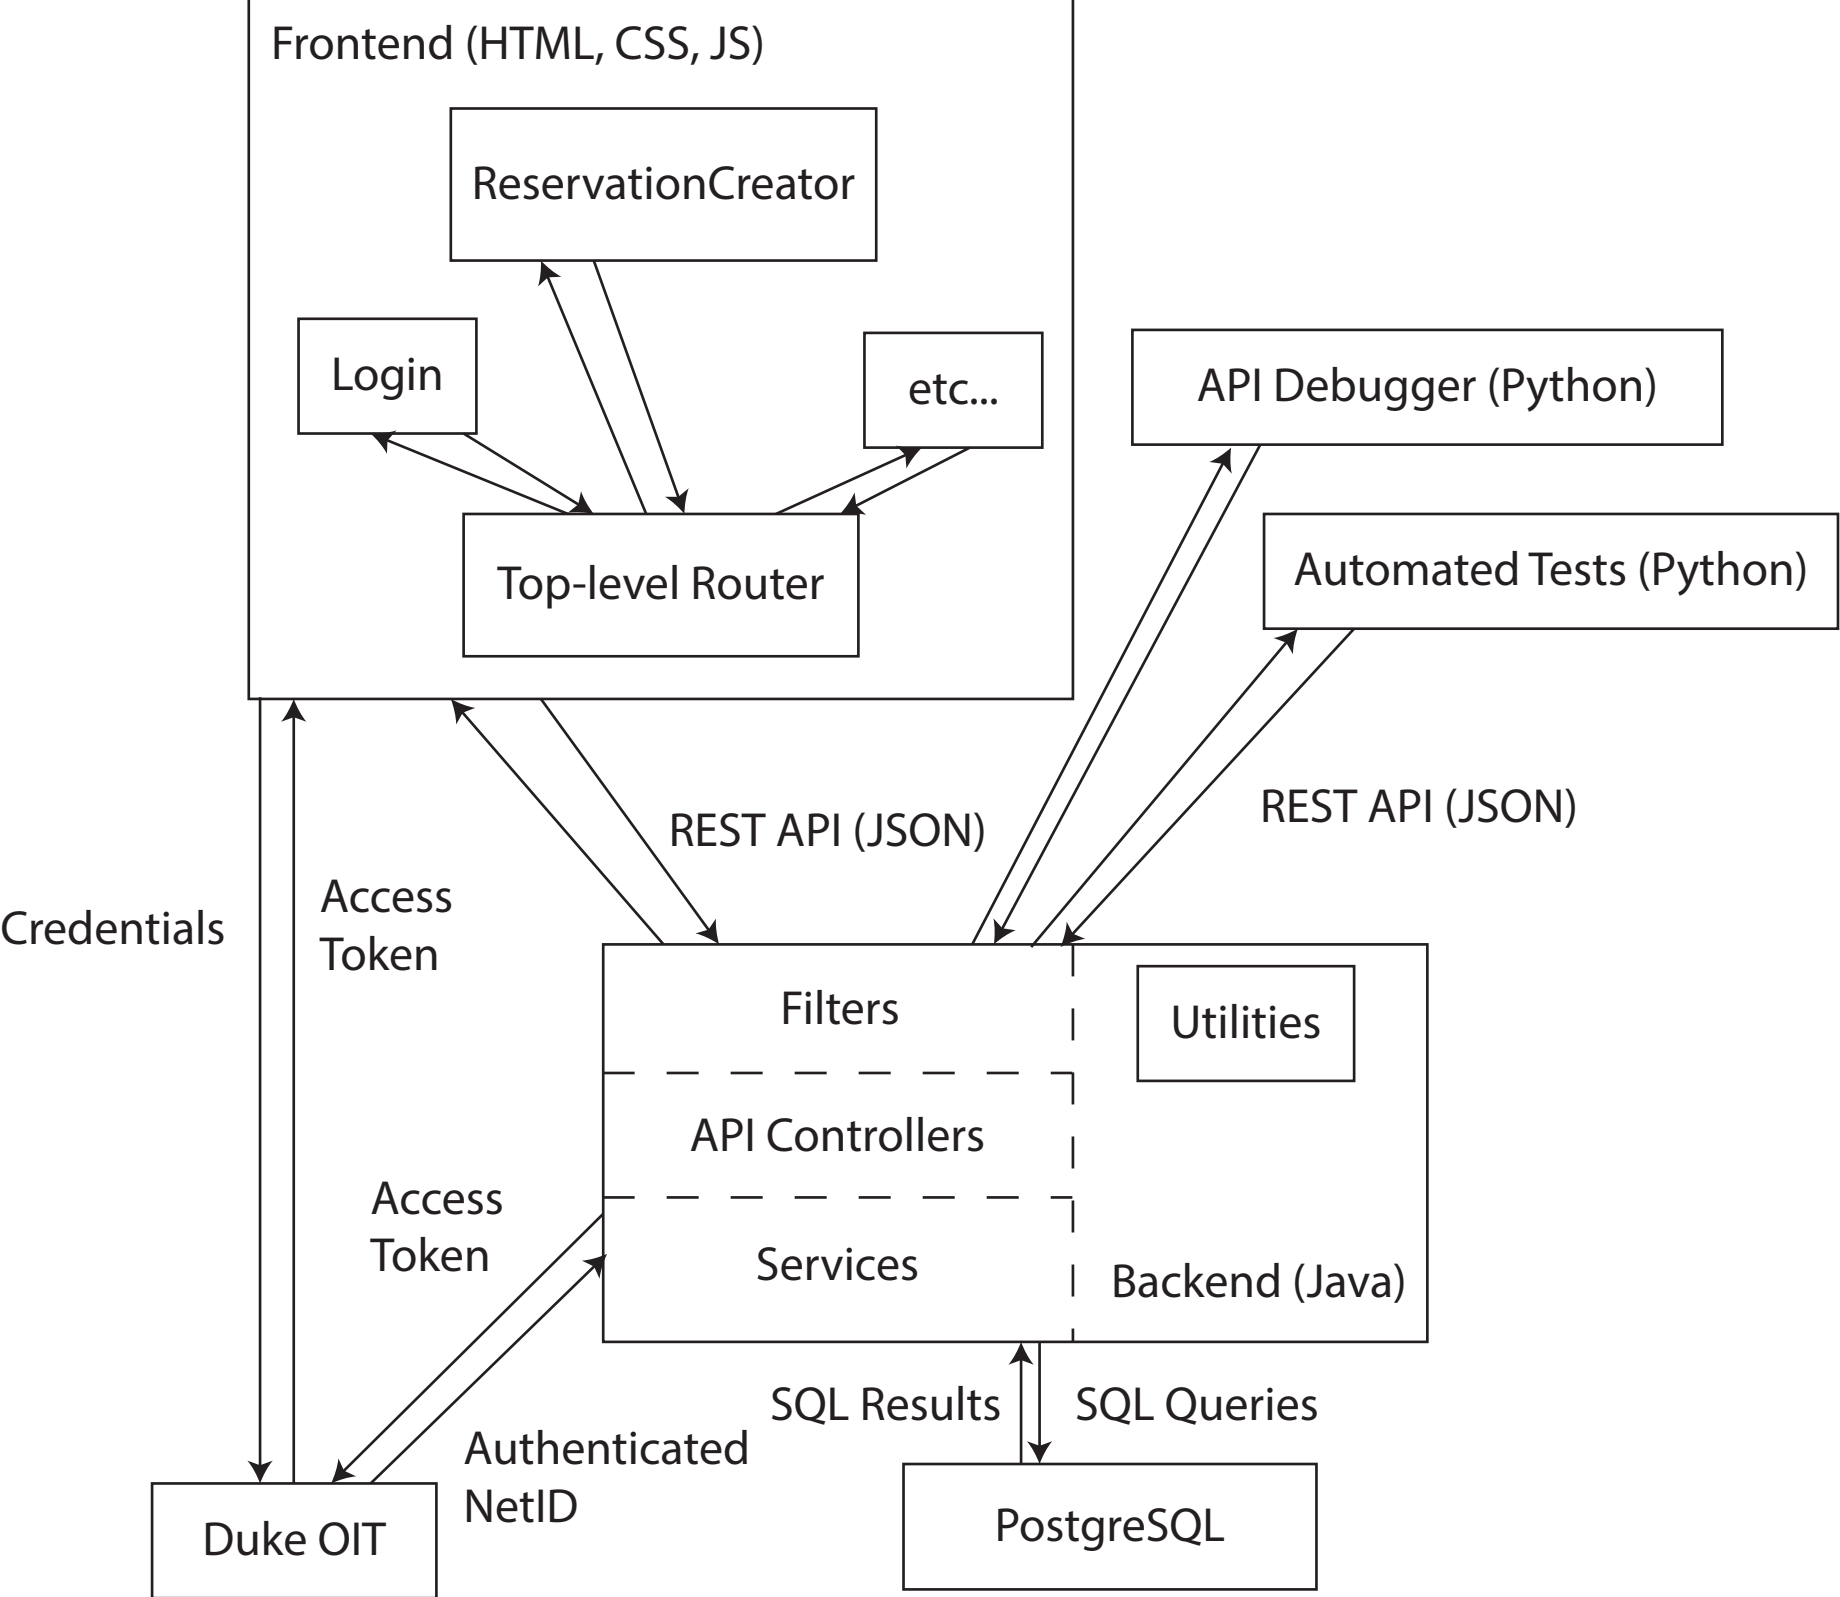 Frontend (HTML, CSS, JS)
ReservationCreator
Login
etc...
API Debugger (Python)
Top-level Router
Automated Tests (Python)
REST API (JSON)
REST API (JSON)
Credentials
Access
Token
Filters
Utilities
API Controllers
Access
Token
Services
Backend (Java)
SQL Results
SQL Queries
Authenticated
NetID
Duke OIT
PostgreSQL